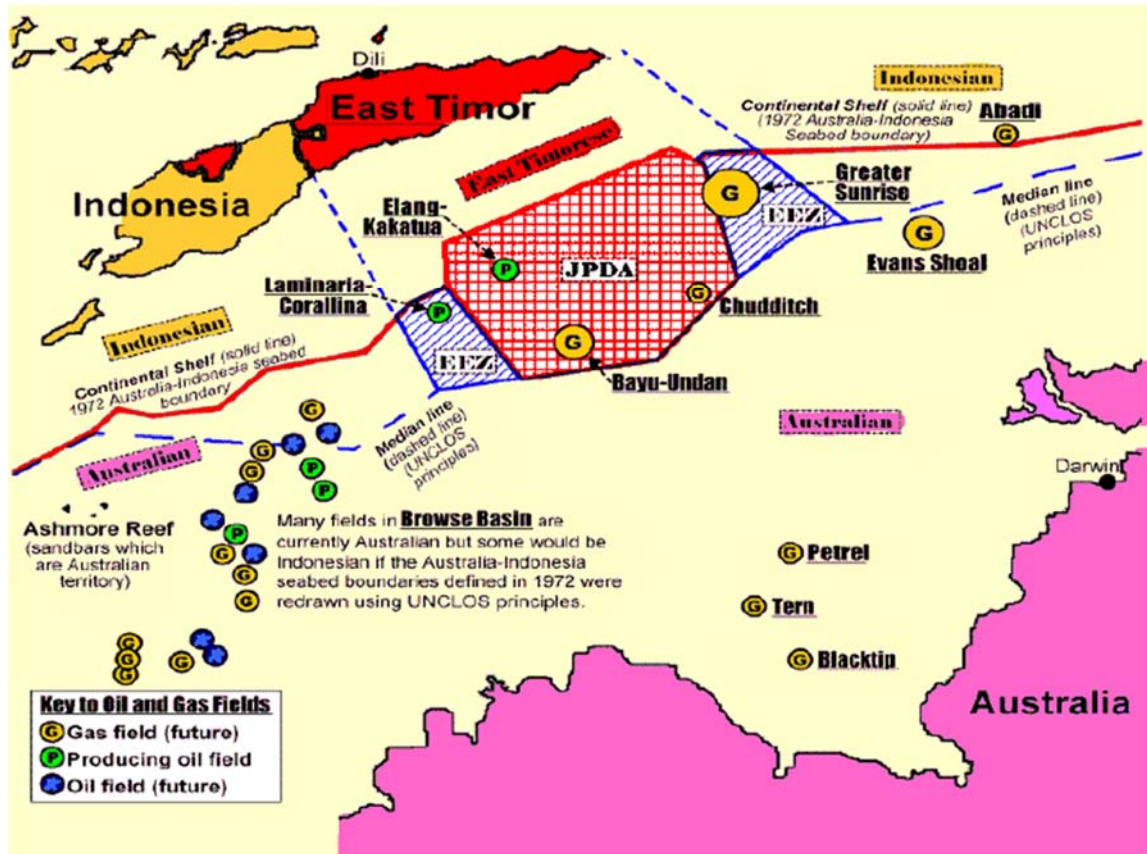 Dili
East Timor
Indonesia
East Timorese
Indonesian
Continental Shelf (solid line)
(1972 Australia-Indonesia
Seabed boundary)
Abadi
G
Greater
Sunrise
G
EEZ
Median line
(dashed line)
(UNCLOS
principles)
G
Evans Shoal
Elang-
Kakatua
P
JPDA
Laminaria-
Corallina
P
EEZ
G
Chudditch
G
Bayu-Undan
Indonesian
Continental Shelf (solid line)
1972 Australia-Indonesia seabed
boundary
Median line
(dashed line)
(UNCLOS
principles)
Australian
Australian
Darwin
G
G
G
P
P
P
G
G
G
Ashmore Reef
(sandbars which
are Australian
territory)
Many fields in Browse Basin are
currently Australian but some would be
Indonesian if the Australia-Indonesia
seabed boundaries defined in 1972 were
redrawn using UNCLOS principles.
G Petrel
G Tern
G Blacktip
Australia
G
G
G
G
Key to Oil and Gas Fields
G Gas field (future)
P Producing oil field
Oil field (future)